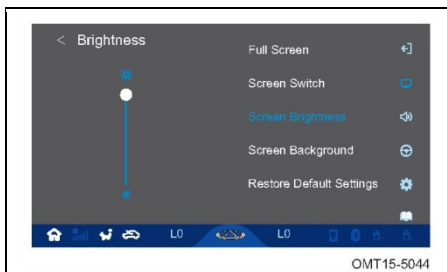 < Brightness
Full Screen
Screen Switch
Screen Brightness
Screen Background
Restore Default Settings
L0 L0
OMT15-5044